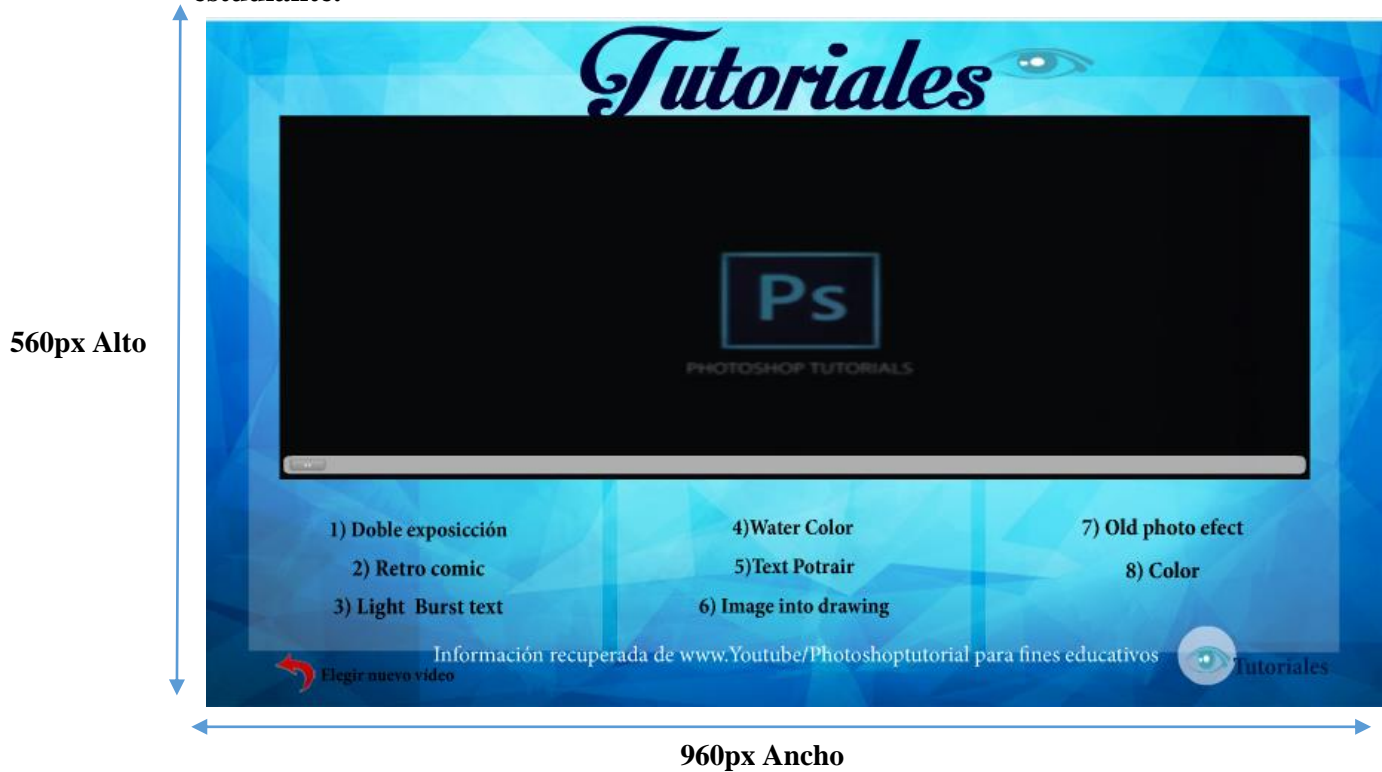 estudiante.
Tutoriales
Ps
PHOTOSHOP TUTORIALS
560px Alto
1) Doble exposicción
2) Retro comic
3) Light Burst text
4)Water Color
5)Text Potrair
6) Image into drawing
7) Old photo efect
8) Color
Información recuperada de www.Youtube/Photoshoptutorial para fines educativos
Elegir nuevo vídeo
Tutoriales
960px Ancho